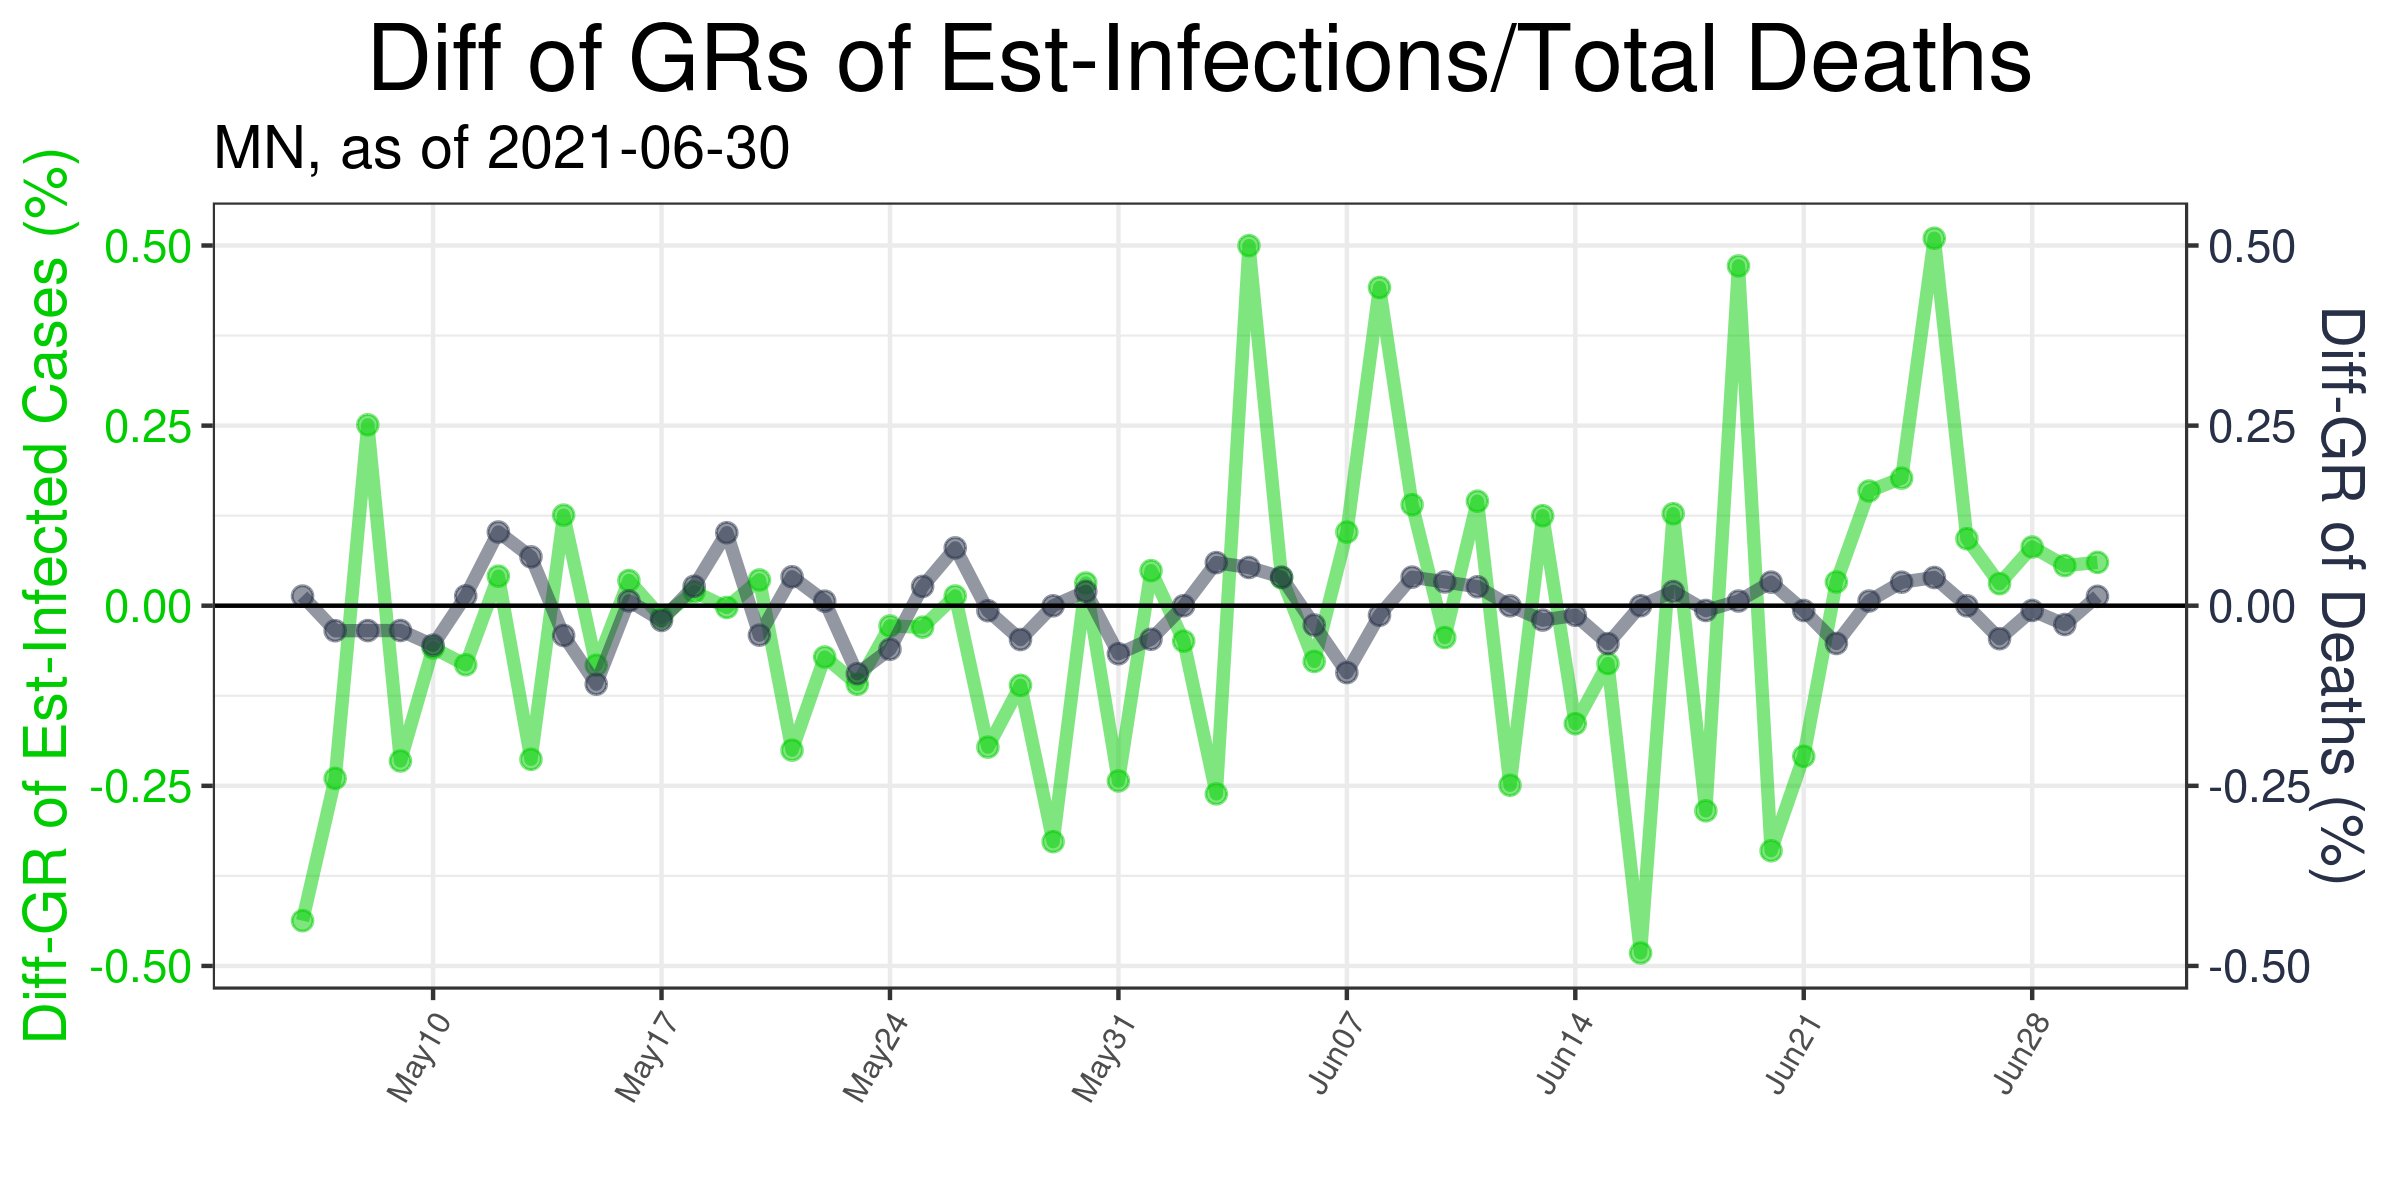 Diff of GRs of Est-Infections/Total Deaths
MN, as of 2021-06-30
Diff-GR of Est-Infected Cases (%)
0.50
0.25
0.00
-0.25
-0.50
0.50
0.25
0.00
-0.25
-0.50
Diff-GR of Deaths (%)
May10
May17
May24
May31
Jun07
Jun14
Jun21
Jun28